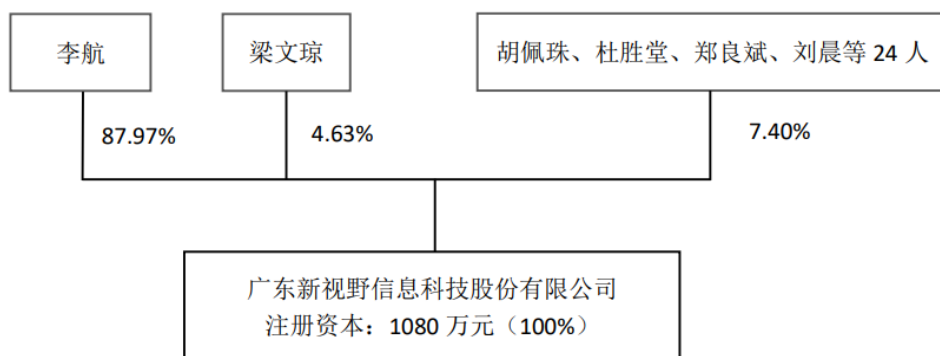 李航
梁文琼
胡佩珠、杜胜堂、郑良斌、刘晨等 24 人
87.97%
4.63%
7.40%
广东新视野信息科技股份有限公司
注册资本：1080 万元（100%）